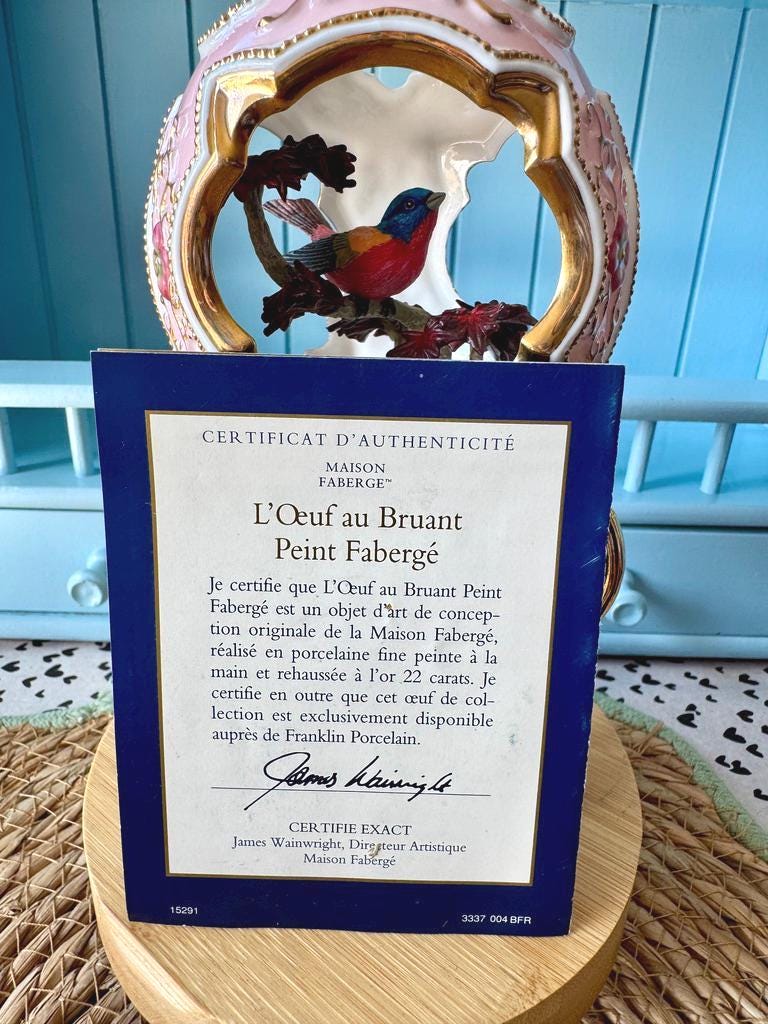 CERTIFICAT D'AUTHENTICITÉ
MAISON
FABERGE™
L'Œuf au Bruant
Peint Fabergé
Je certifie que L'Œuf au Bruant Peint
Fabergé est un objet d'art de concep-
tion originale de la Maison Fabergé,
réalisé en porcelaine fine peinte à la
main et rehaussée à l'or 22 carats. Je
certifie en outre que cet œuf de col-
lection est exclusivement disponible
auprès de Franklin Porcelain.
James Wainwright
CERTIFIE EXACT
James Wainwright, Directeur Artistique
Maison Fabergé
15291
3337 004 BFR